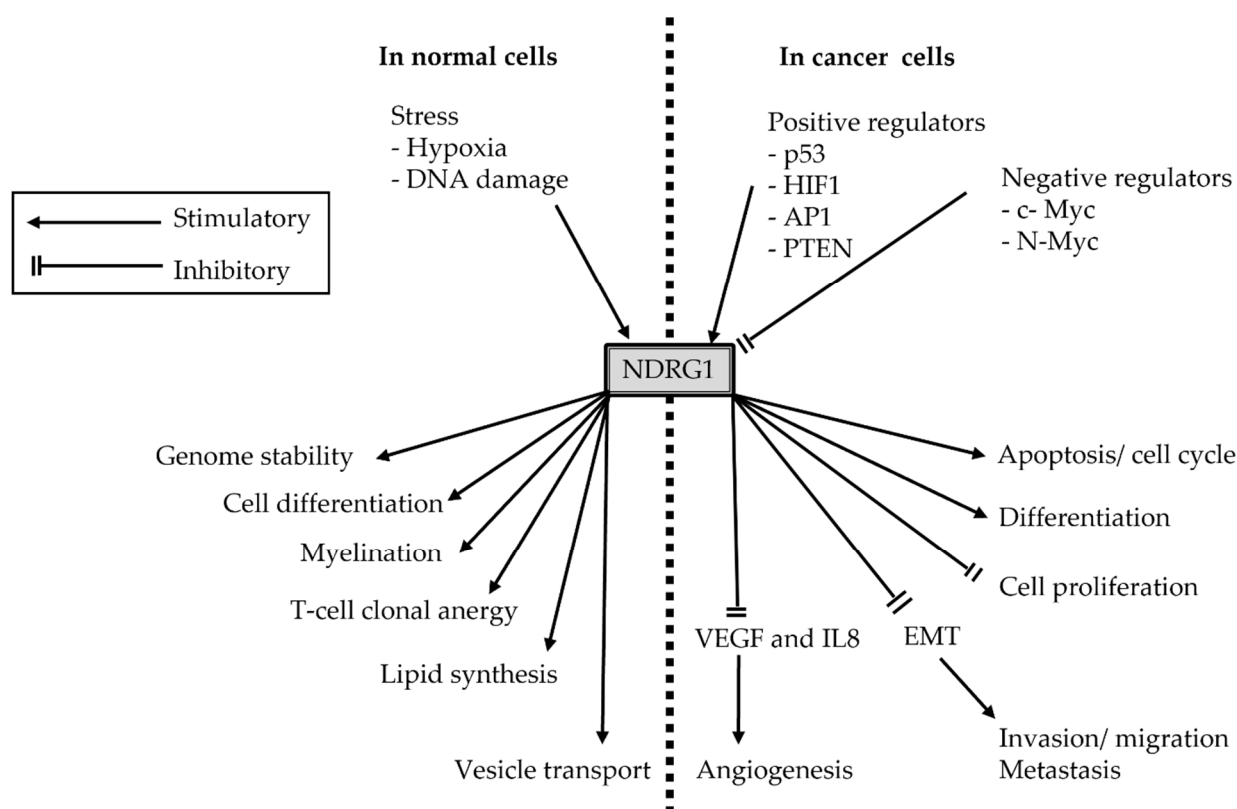 In normal cells
In cancer cells
Stress
- Hypoxia
- DNA damage
Positive regulators
- p53
- HIF1
- AP1
- PTEN
Negative regulators
- c- Myc
- N-Myc
Stimulatory
Inhibitory
NDRG1
Genome stability
Cell differentiation
Myelination
T-cell clonal anergy
Lipid synthesis
Vesicle transport
Apoptosis/ cell cycle
Differentiation
Cell proliferation
VEGF and IL8
EMT
Angiogenesis
Invasion/ migration
Metastasis